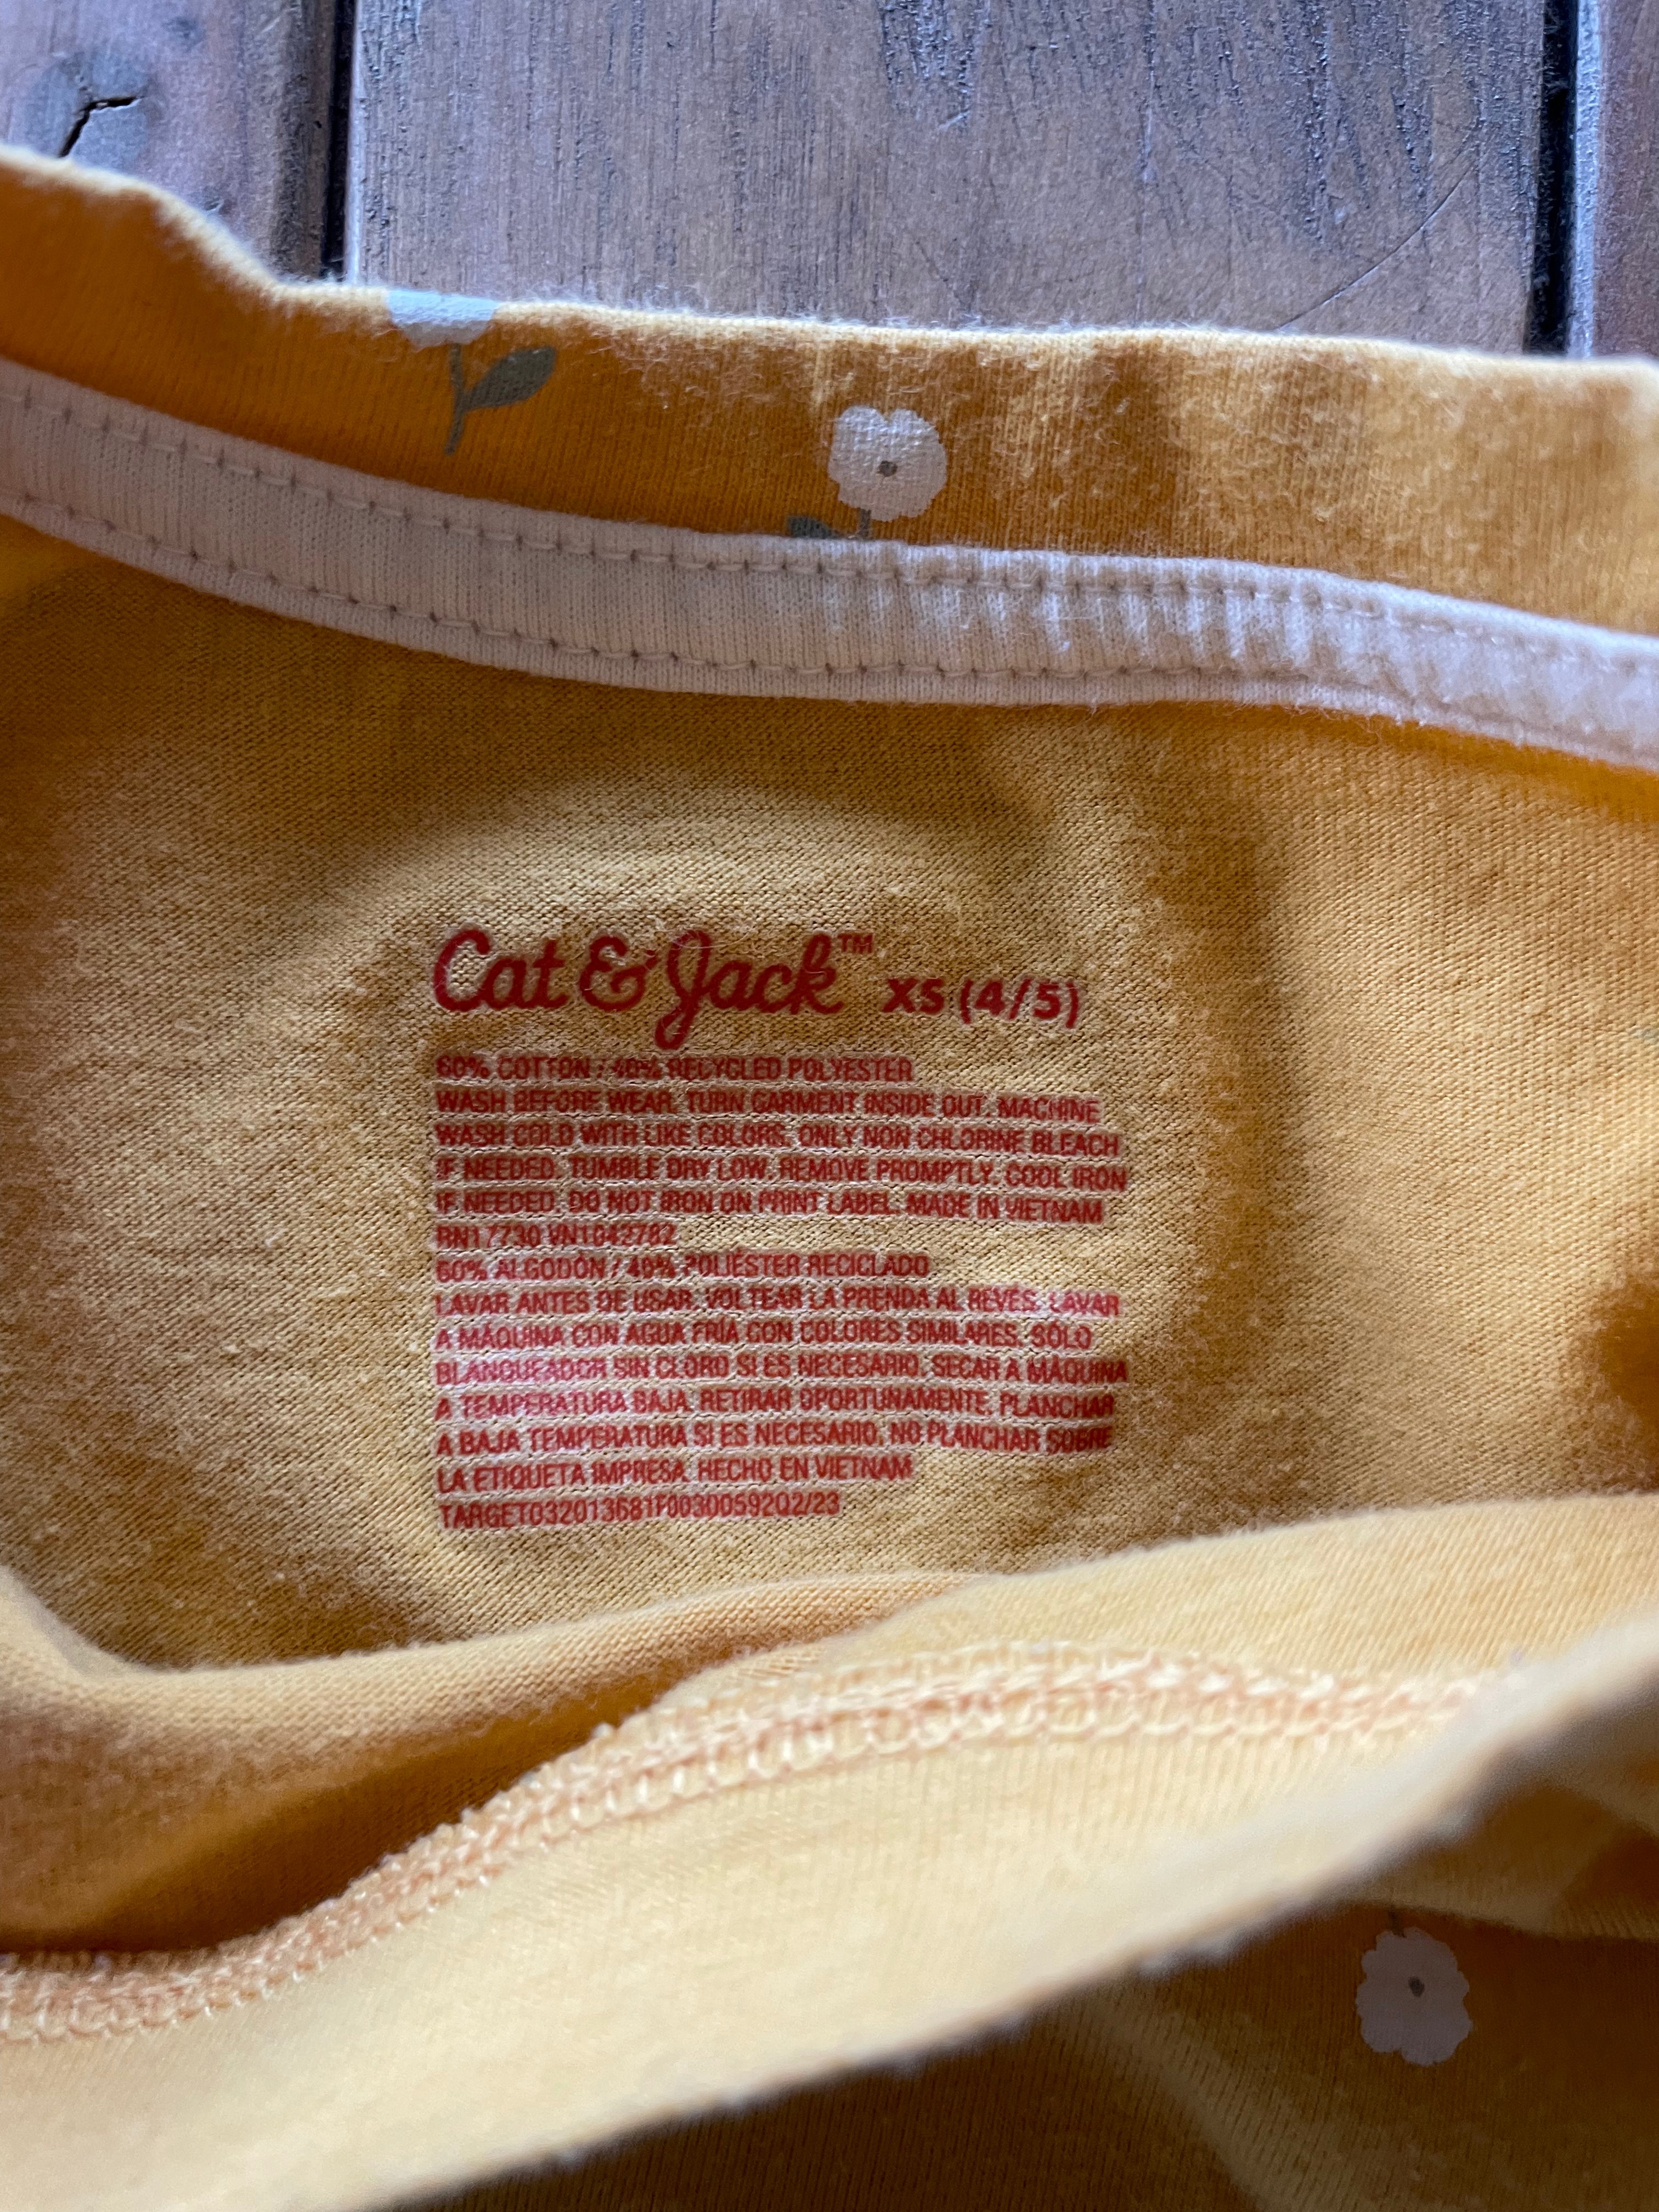 Cat & Jack™ XS (4/5)
60% COTTON / 40% RECYCLED POLYESTER
WASH BEFORE WEAR. TURN GARMENT INSIDE OUT. MACHINE
WASH COLD WITH LIKE COLORS. ONLY NON CHLORINE BLEACH
IF NEEDED. TUMBLE DRY LOW. REMOVE PROMPTLY. COOL IRON
IF NEEDED. DO NOT IRON ON PRINT LABEL. MADE IN VIETNAM
RN17730 VN1042782
60% ALGODÓN / 40% POLIÉSTER RECICLADO
LAVAR ANTES DE USAR. VOLTEAR LA PRENDA AL REVÉS. LAVAR
A MÁQUINA CON AGUA FRÍA CON COLORES SIMILARES. SÓLO
BLANQUEADOR SIN CLORO SI ES NECESARIO. SECAR A MÁQUINA
A TEMPERATURA BAJA. RETIRAR OPORTUNAMENTE. PLANCHAR
A BAJA TEMPERATURA SI ES NECESARIO. NO PLANCHAR SOBRE
LA ETIQUETA IMPRESA. HECHO EN VIETNAM
TARGET032013681F00300592Q2/23